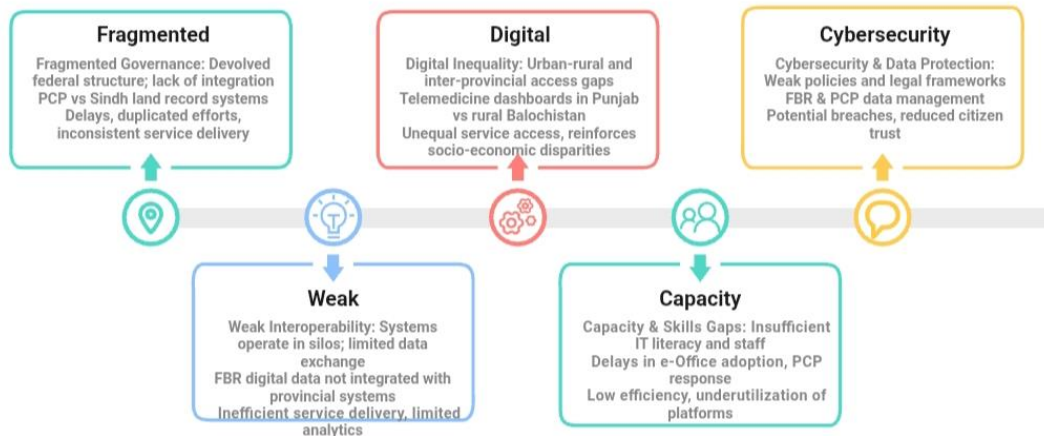 Fragmented
Fragmented Governance: Devolved
federal structure; lack of integration
PCP vs Sindh land record systems
Delays, duplicated efforts,
inconsistent service delivery
Digital
Digital Inequality: Urban-rural and
inter-provincial access gaps
Telemedicine dashboards in Punjab
vs rural Balochistan
Unequal service access, reinforces
socio-economic disparities
Cybersecurity
Cybersecurity & Data Protection:
Weak policies and legal frameworks
FBR & PCP data management
Potential breaches, reduced citizen
trust
Weak
Weak Interoperability: Systems
operate in silos; limited data
exchange
FBR digital data not integrated with
provincial systems
Inefficient service delivery, limited
analytics
Capacity
Capacity & Skills Gaps: Insufficient
IT literacy and staff
Delays in e-Office adoption, PCP
response
Low efficiency, underutilization of
platforms